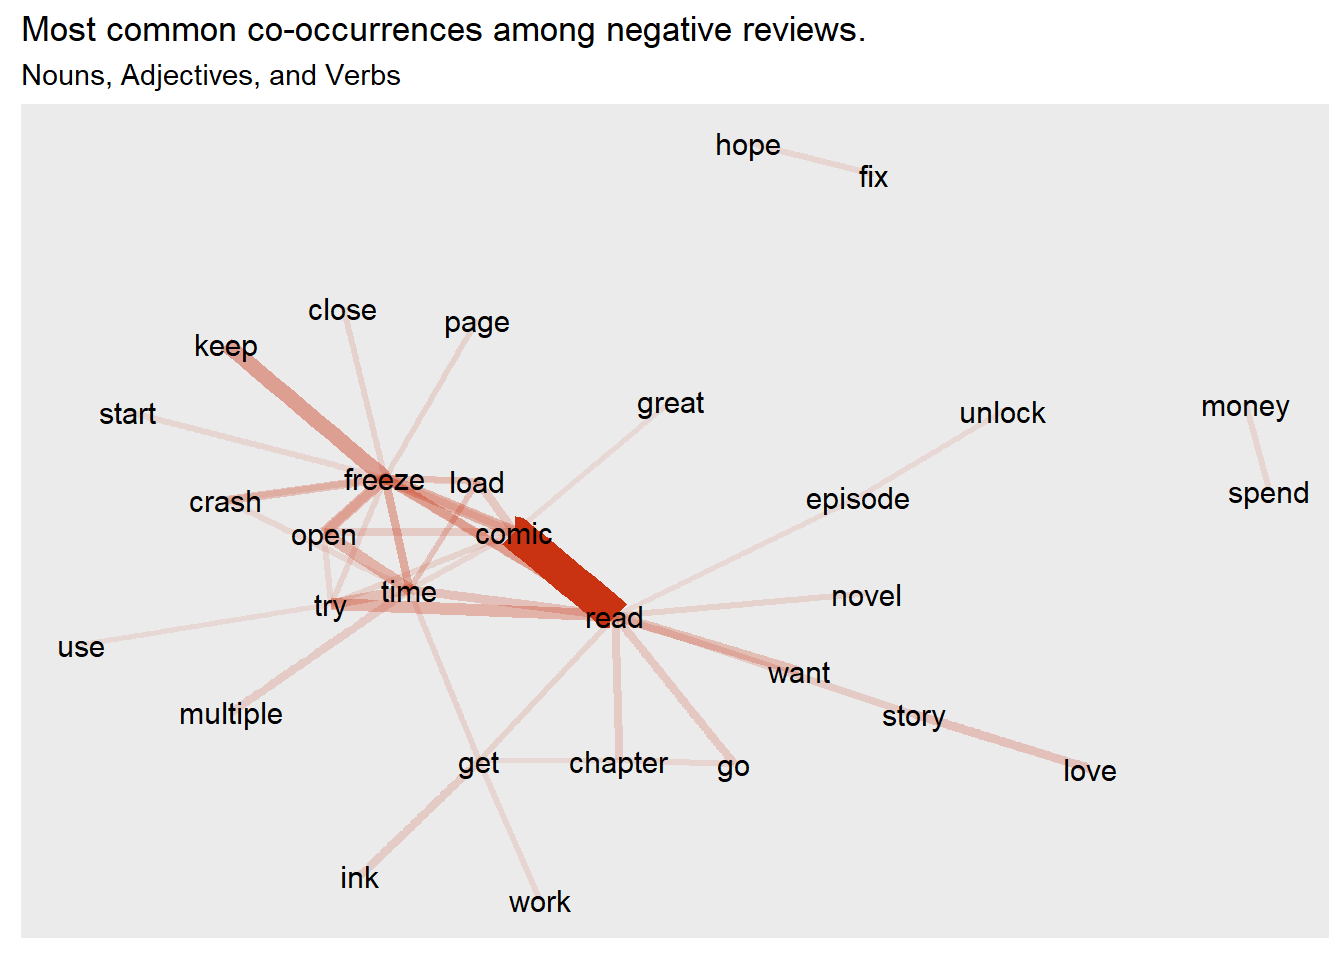 Most common co-occurrences among negative reviews.
Nouns, Adjectives, and Verbs
hope
fix
close
page
keep
start
great
unlock
money
freeze
load
crash
episode
spend
open
comic
time
try
novel
read
use
want
multiple
story
get
chapter
go
love
ink
work